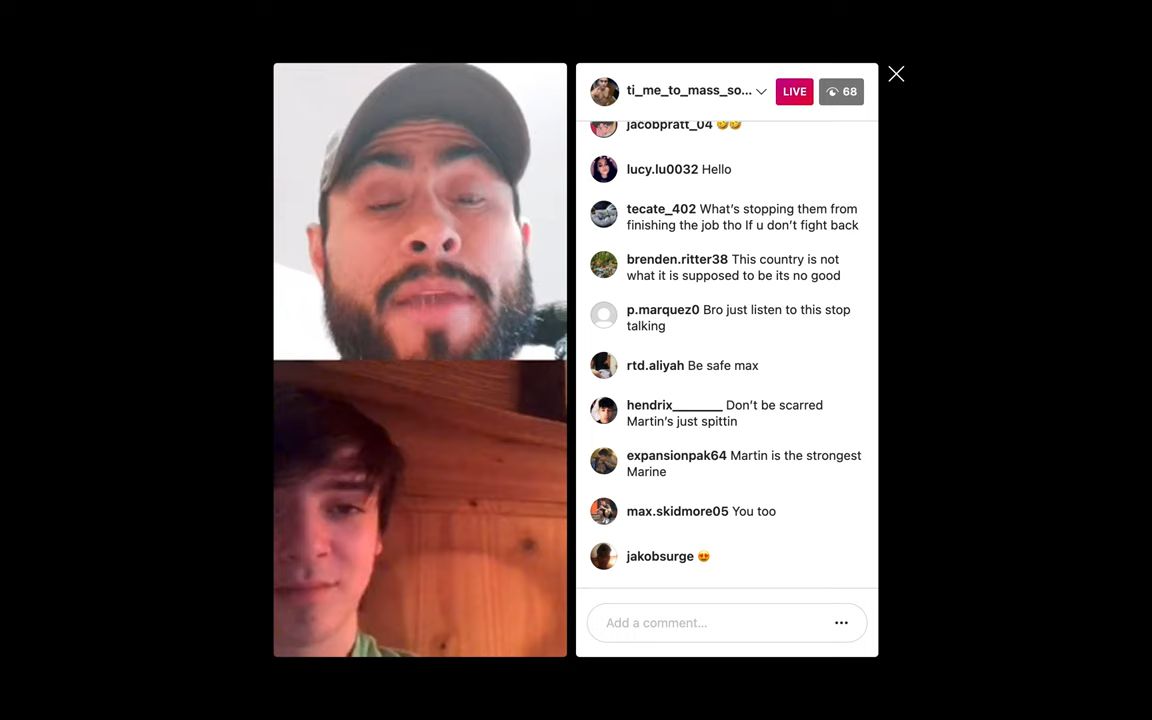 ti_me_to_mass_so...
LIVE
68
jacobpratt_04 🤣🤣
lucy.lu0032 Hello
tecate_402 What's stopping them from
finishing the job tho If u don't fight back
brenden.ritter38 This country is not
what it is supposed to be its no good
p.marquez0 Bro just listen to this stop
talking
rtd.aliyah Be safe max
hendrix________ Don't be scarred
Martin's just spittin
expansionpak64 Martin is the strongest
Marine
max.skidmore05 You too
jakobsurge 😍
Add a comment...